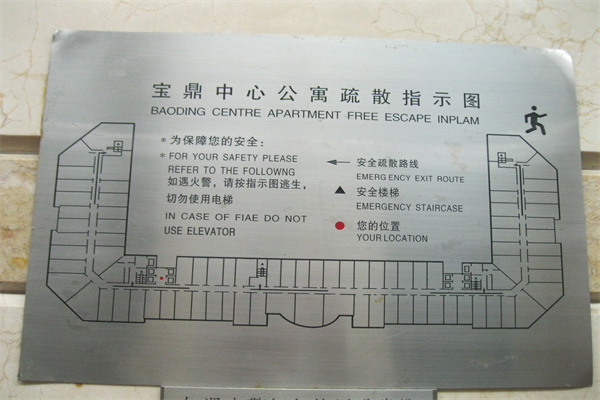 宝鼎中心公寓疏散指示图
BAODING CENTRE APARTMENT FREE ESCAPE INPLAM
*为保障您的安全:
* FOR YOUR SAFETY PLEASE
REFER TO THE FOLLOWNG
如遇火警,请按指示图逃生,
切勿使用电梯
IN CASE OF FIAE DO NOT
USE ELEVATOR
安全疏散路线
EMERGENCY EXIT ROUTE
安全楼梯
EMERGENCY STAIRCASE
您的位置
YOUR LOCATION